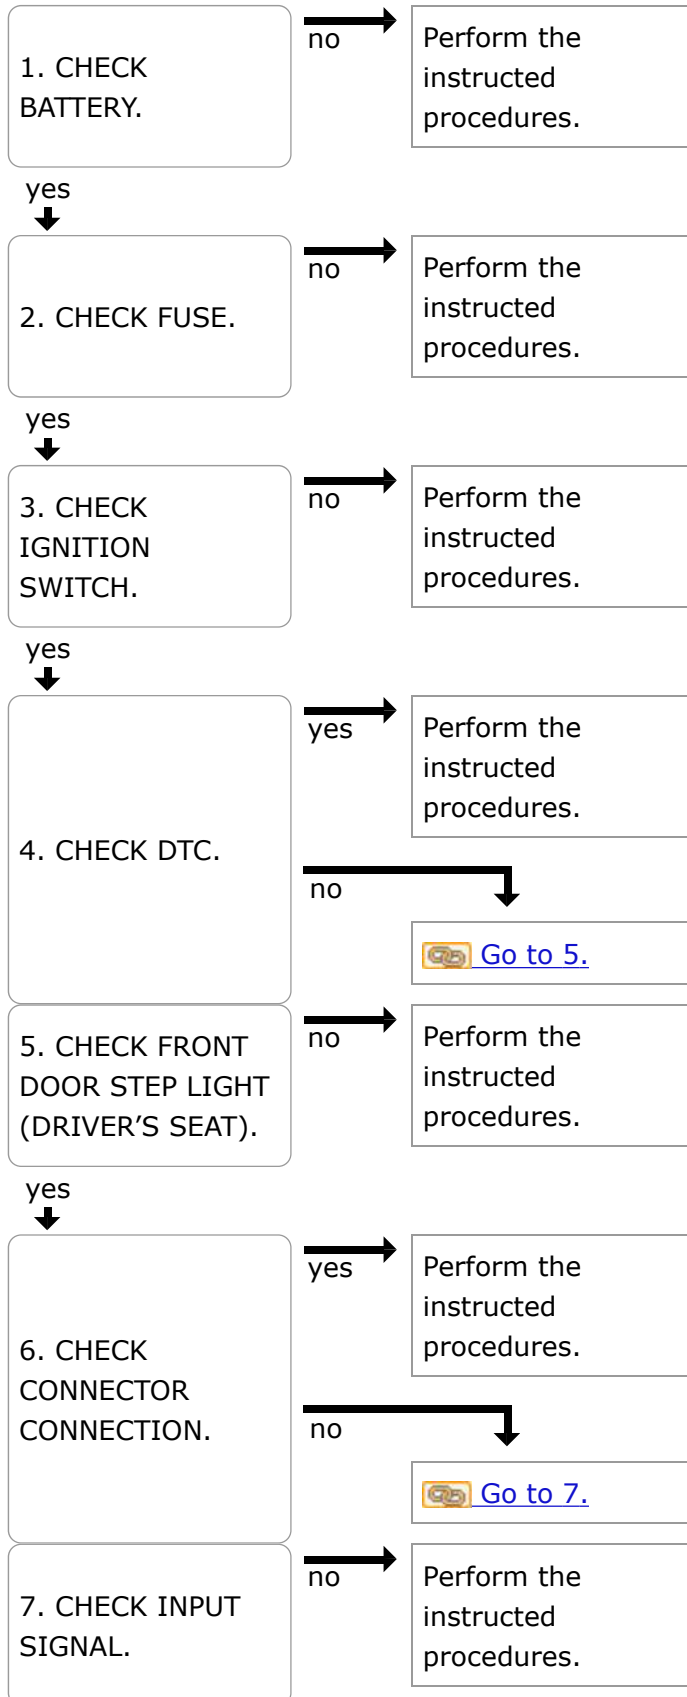 1. CHECK
BATTERY.
no
Perform the
instructed
procedures.
yes
2. CHECK FUSE.
no
Perform the
instructed
procedures.
yes
3. CHECK
IGNITION
SWITCH.
no
Perform the
instructed
procedures.
yes
4. CHECK DTC.
yes
Perform the
instructed
procedures.
no
Go to 5.
5. CHECK FRONT
DOOR STEP LIGHT
(DRIVER’S SEAT).
no
Perform the
instructed
procedures.
yes
6. CHECK
CONNECTOR
CONNECTION.
yes
Perform the
instructed
procedures.
no
Go to 7.
7. CHECK INPUT
SIGNAL.
no
Perform the
instructed
procedures.